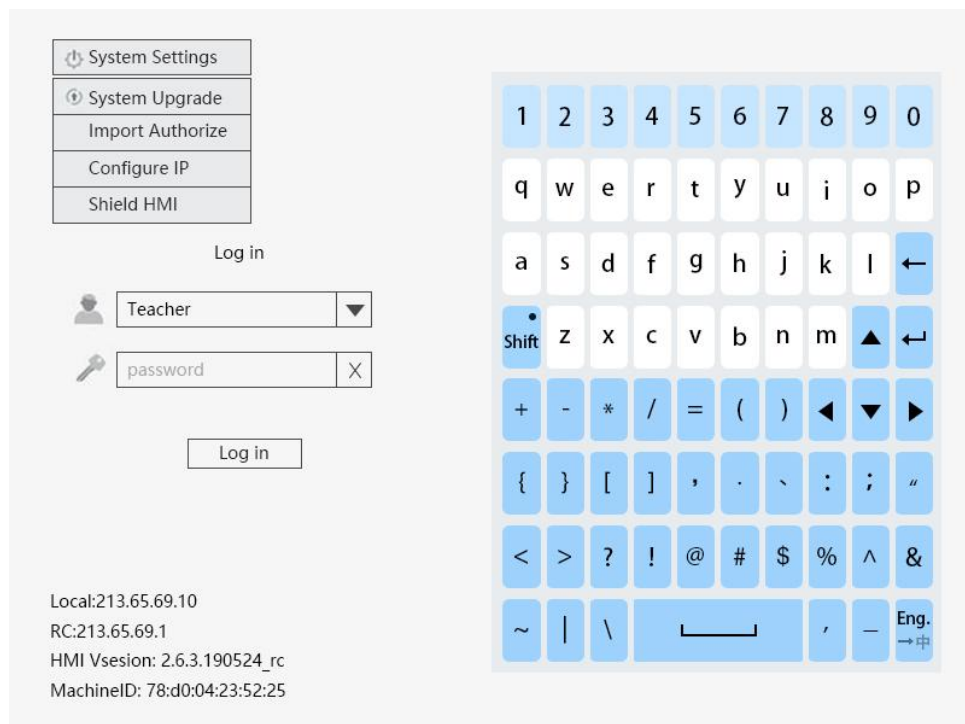 System Settings
System Upgrade
Import Authorize
Configure IP
Shield HMI
Log in
Teacher
password X
Log in
Local:213.65.69.10
RC:213.65.69.1
HMI Vsesion: 2.6.3.190524_rc
MachineID: 78:d0:04:23:52:25
1 2 3 4 5 6 7 8 9 0
q w e r t y u i o p
a s d f g h j k l ←
Shift z x c v b n m ▲ ↵
+ - * / = ( ) ◀ ▼ ▶
{ } [ ] , . 、 : ; "
< > ? ! @ # $ % ^ &
~ | \ ′ _ Eng.
→中